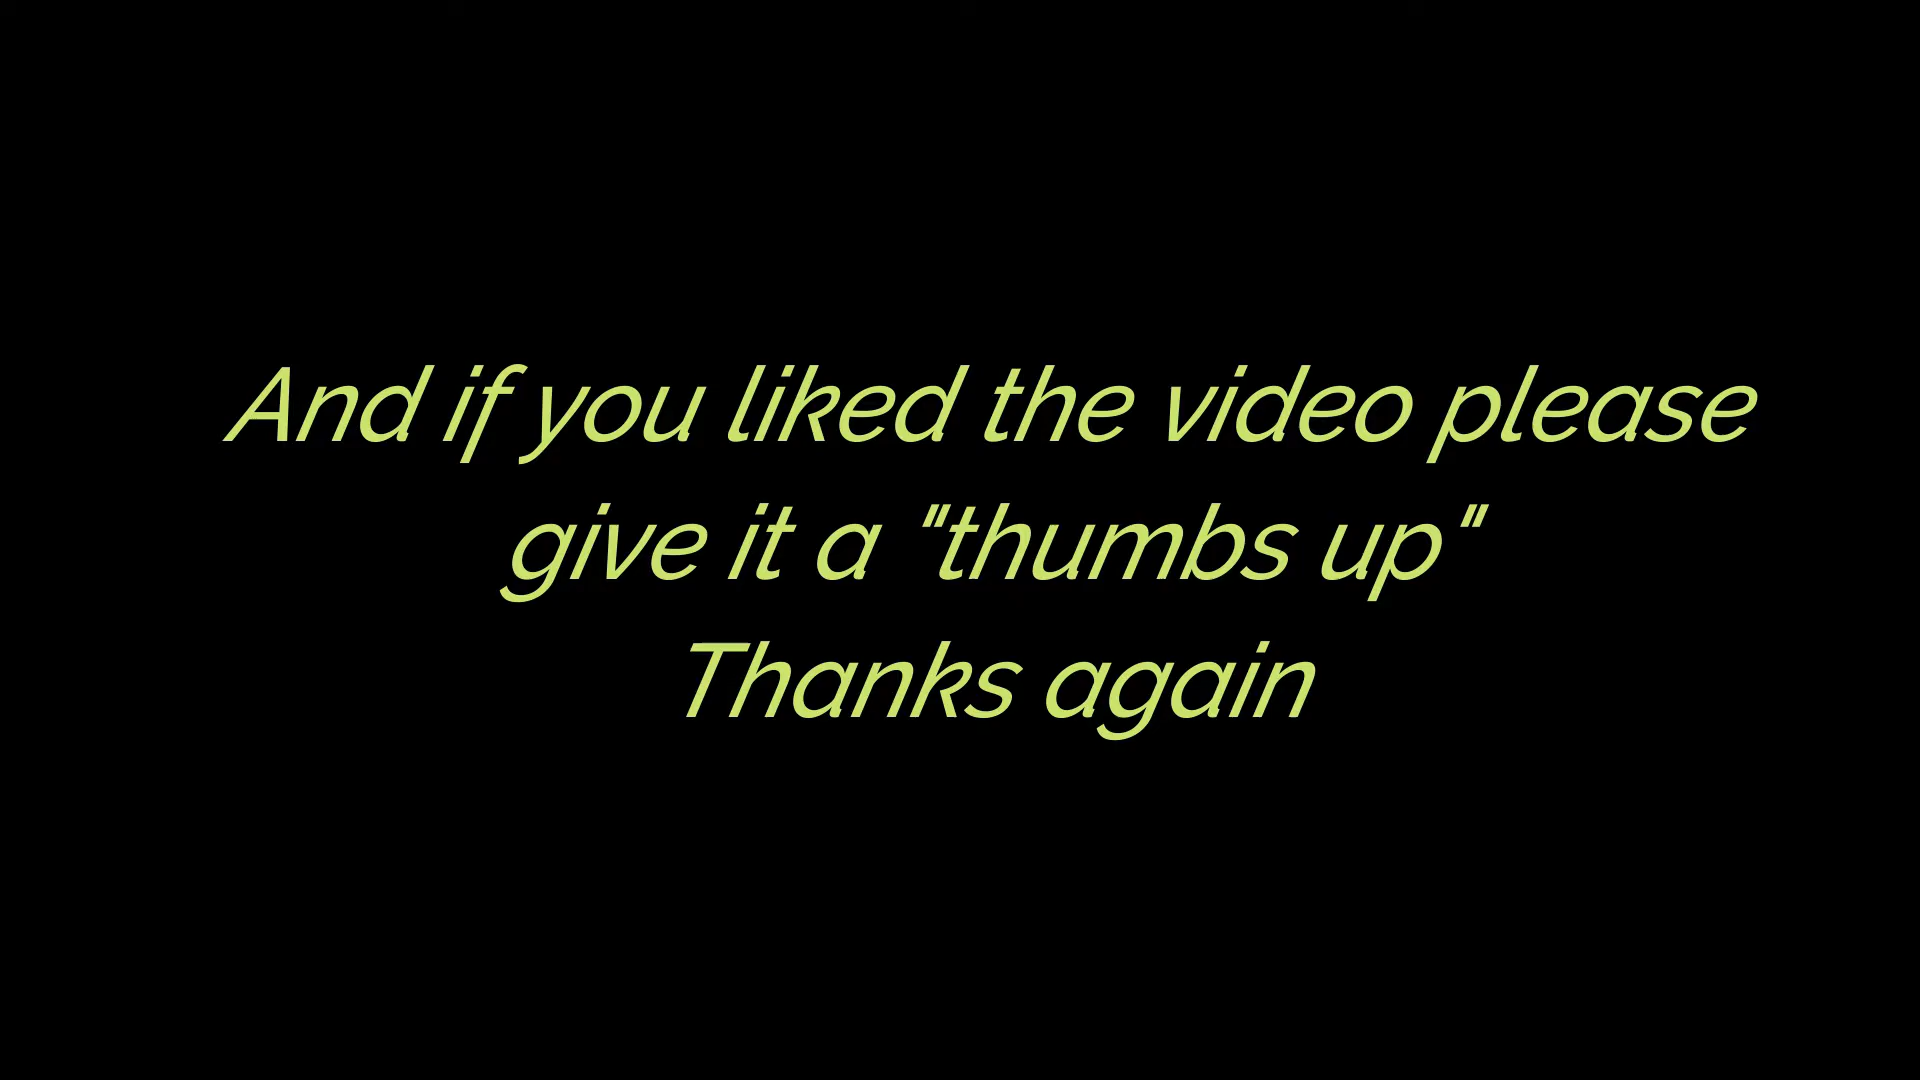 And if you liked the video please
give it a "thumbs up"
Thanks again